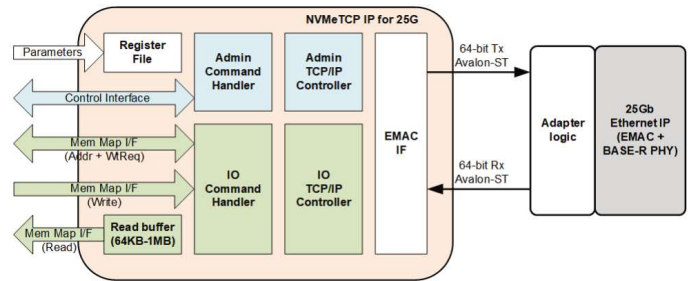 NVMeTCP IP for 25G
Parameters
Register
File
Control Interface
Mem Map I/F
(Addr + WtReq)
Mem Map I/F
(Write)
Mem Map I/F
(Read)
Read buffer
(64KB-1MB)
Admin
Command
Handler
Admin
TCP/IP
Controller
IO
Command
Handler
IO
TCP/IP
Controller
EMAC
IF
64-bit Tx
Avalon-ST
64-bit Rx
Avalon-ST
Adapter
logic
25Gb
Ethernet IP
(EMAC +
BASE-R PHY)